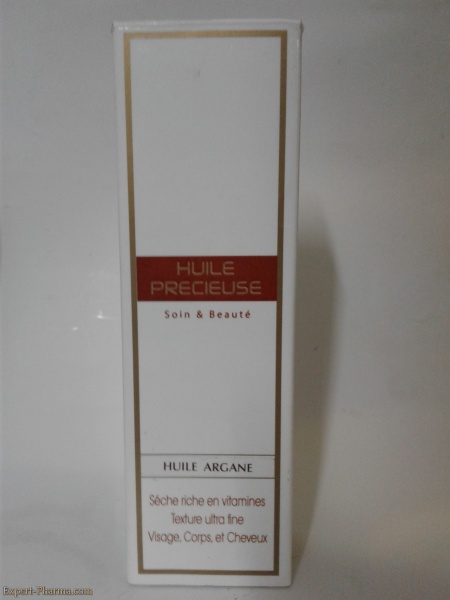 HUILE
PRECIEUSE
Soin & Beauté
HUILE ARGANE
Sèche riche en vitamines
Texture ultra fine
Visage, Corps, et Cheveux
Expert-Pharma.com